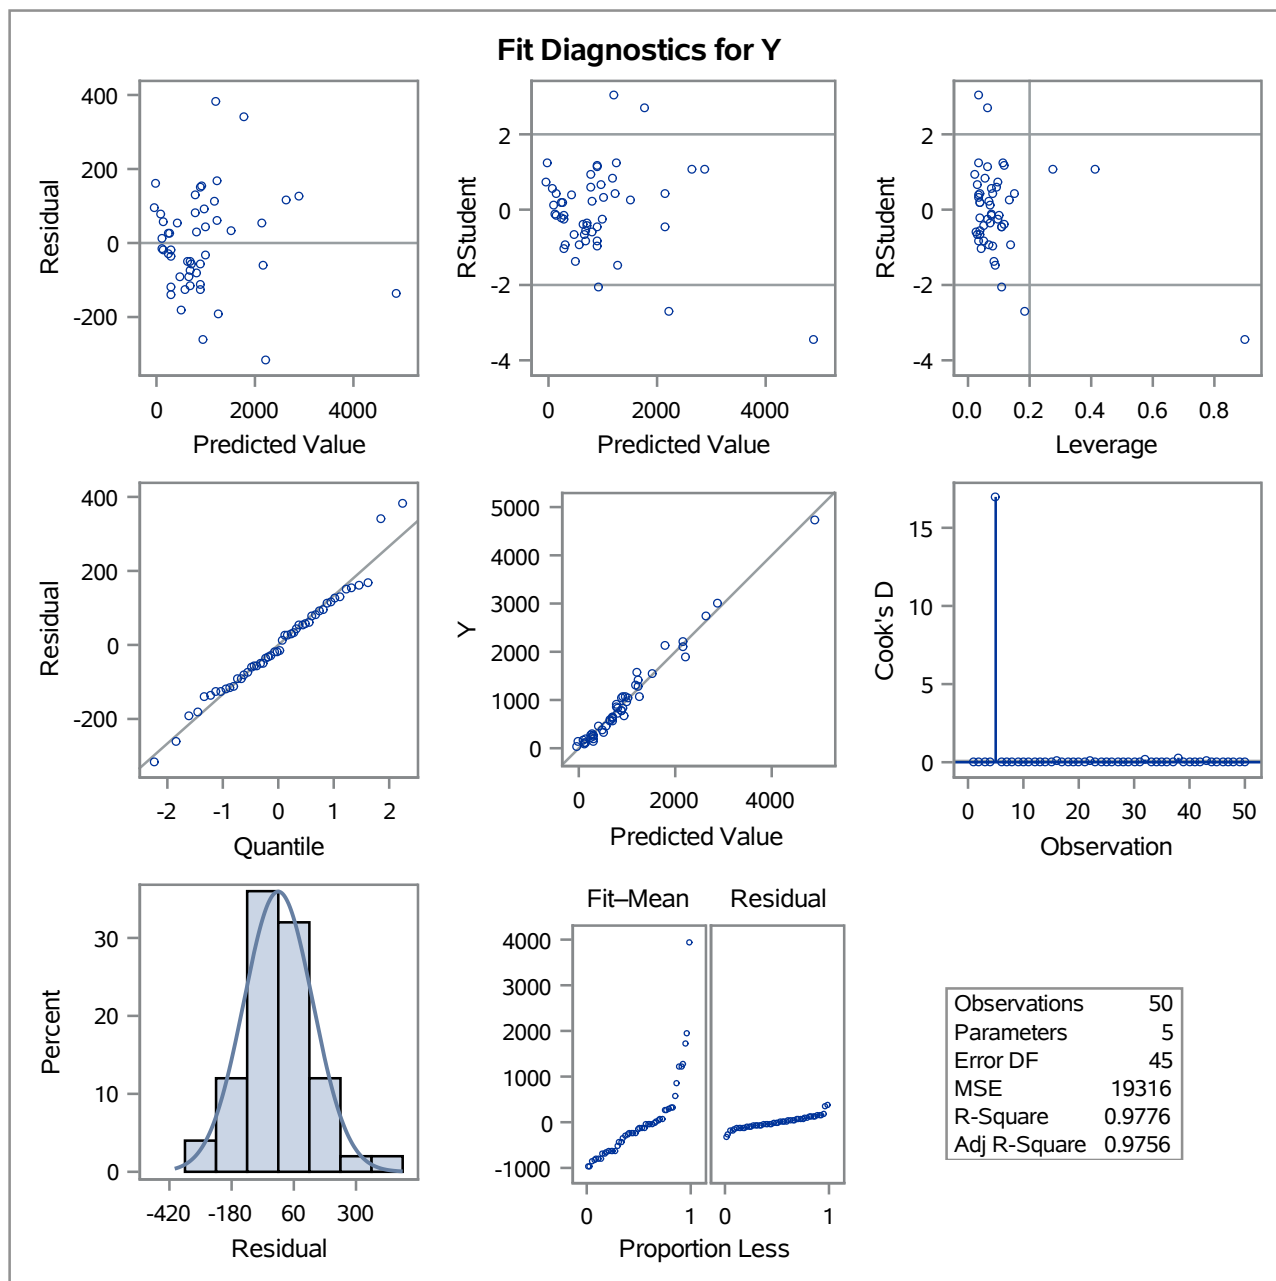 Fit Diagnostics for Y
Residual
400
200
0
-200
0 2000 4000
Predicted Value
RStudent
2
0
-2
-4
0 2000 4000
Predicted Value
RStudent
2
0
-2
-4
0.0 0.2 0.4 0.6 0.8
Leverage
Residual
400
200
0
-200
-2 -1 0 1 2
Quantile
Y
5000
4000
3000
2000
1000
0
0 2000 4000
Predicted Value
Cook's D
15
10
5
0
0 10 20 30 40 50
Observation
Percent
30
20
10
0
-420 -180 60 300
Residual
Fit–Mean Residual
4000
3000
2000
1000
0
-1000
0 1 0 1
Proportion Less
Observations 50
Parameters 5
Error DF 45
MSE 19316
R-Square 0.9776
Adj R-Square 0.9756